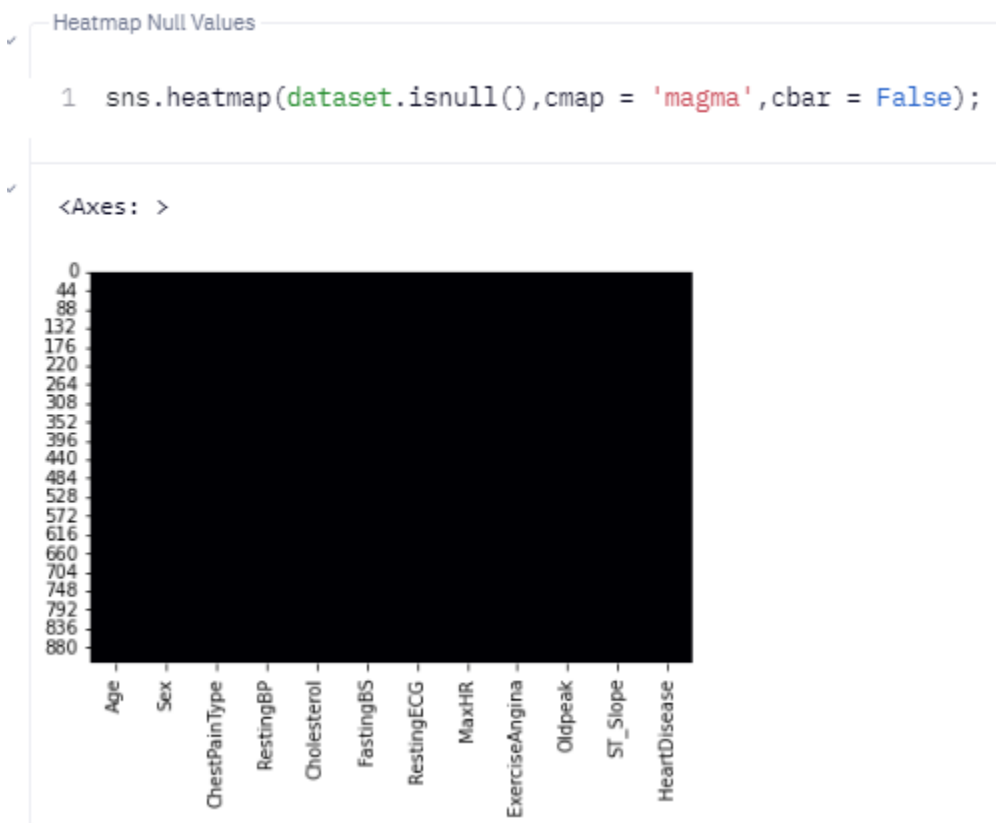 Heatmap Null Values
1 sns.heatmap(dataset.isnull(),cmap = 'magma',cbar = False);
<Axes: >
0
44
88
132
176
220
264
308
352
396
440
484
528
572
616
660
704
748
792
836
880
Age
Sex
ChestPainType
RestingBP
Cholesterol
FastingBS
RestingECG
MaxHR
ExerciseAngina
Oldpeak
ST_Slope
HeartDisease